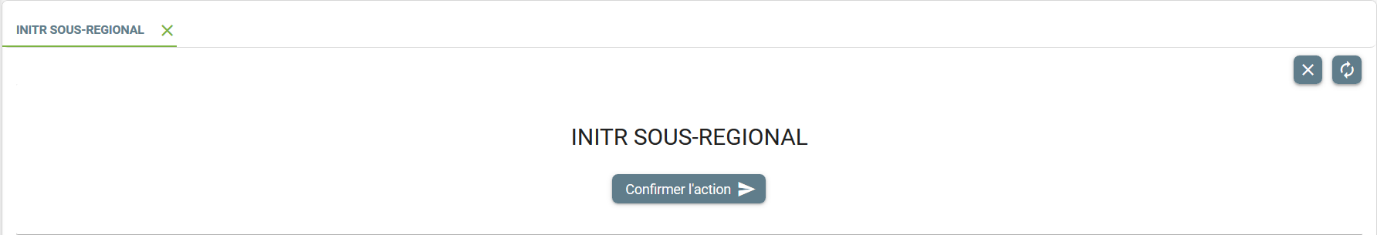 INITR SOUS-REGIONAL
INITR SOUS-REGIONAL
Confirmer l'action